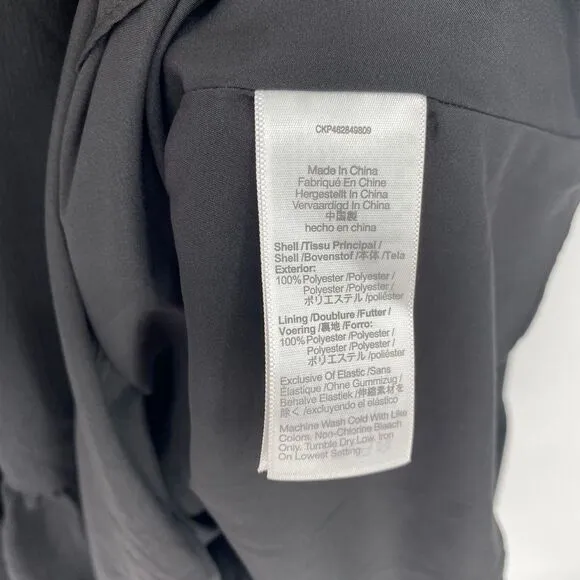 CKP462849809
Made In China
Fabriqué En Chine
Hergestellt In China
Vervaardigd In China
中国製
hecho en china
Shell /Tissu Principal /
Shell /Bovenstof /本体 /Tela
Exterior:
100% Polyester /Polyester /
Polyester /Polyester /
ポリエステル /poliéster
Lining /Doublure /Futter /
Voering /裏地 /Forro:
100% Polyester /Polyester /
Polyester /Polyester /
ポリエステル /poliéster
Exclusive Of Elastic /Sans
Élastique /Ohne Gummizug /
Behalve Elastiek /伸縮素材を
除く /excluyendo el elástico
Machine Wash Cold With Like
Colors. Non-Chlorine Bleach
Only. Tumble Dry Low. Iron
On Lowest Setting